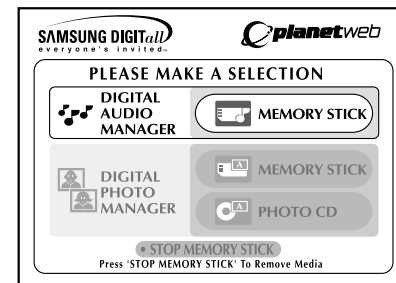 SAMSUNG DIGITall
everyone's invited™
planetweb
PLEASE MAKE A SELECTION
DIGITAL
AUDIO
MANAGER
MEMORY STICK
DIGITAL
PHOTO
MANAGER
A MEMORY STICK
A PHOTO CD
• STOP MEMORY STICK
Press 'STOP MEMORY STICK' To Remove Media